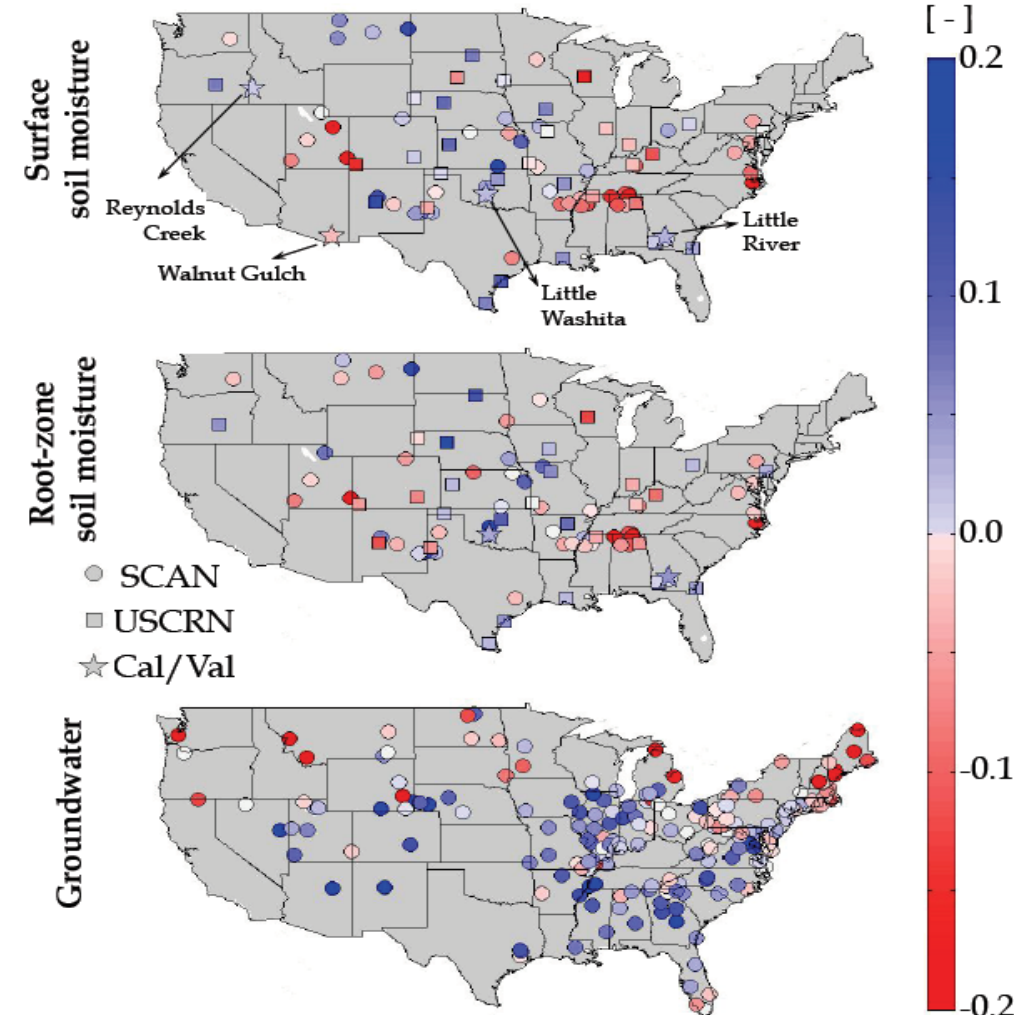 [ - ]
0.2
0.1
0.0
-0.1
-0.2
Surface
soil moisture
Reynolds
Creek
Walnut Gulch
Little
Washita
Little
River
Root-zone
soil moisture
SCAN
USCRN
Cal/Val
Groundwater